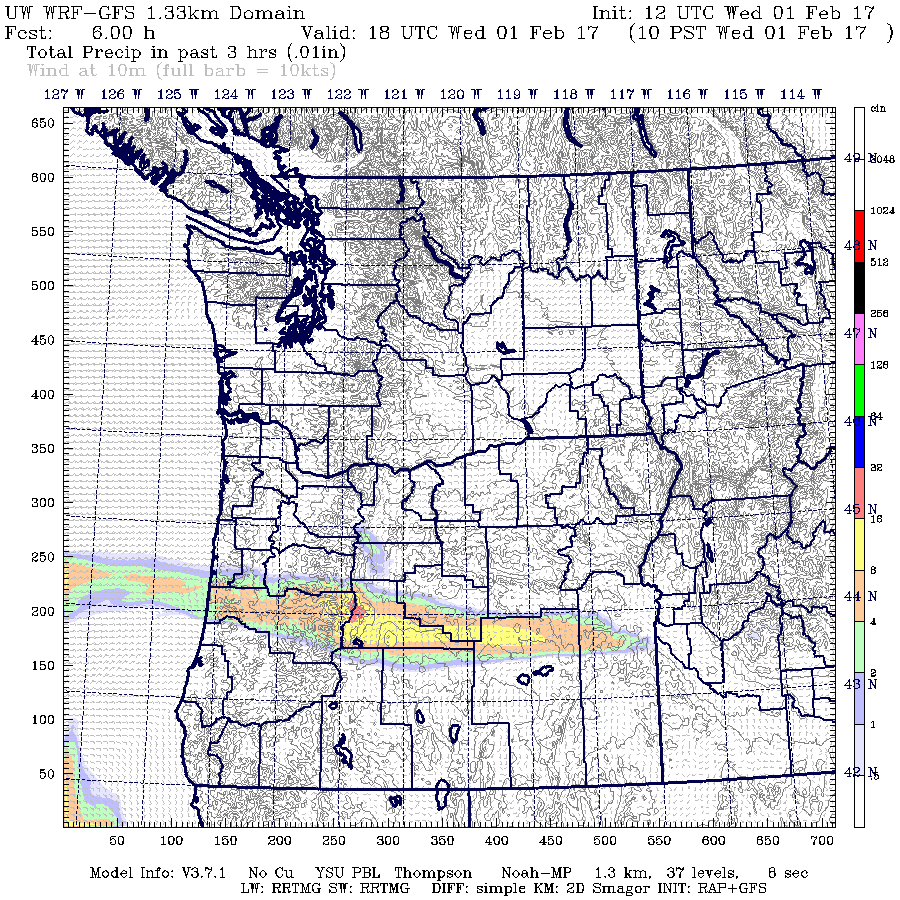 UW WRF-GFS 1.33km Domain Init: 12 UTC Wed 01 Feb 17
Fcst: 6.00 h Valid: 18 UTC Wed 01 Feb 17 (10 PST Wed 01 Feb 17 )
Total Precip in past 3 hrs (.01in)
Wind at 10m (full barb = 10kts)
127 W 126 W 125 W 124 W 123 W 122 W 121 W 120 W 119 W 118 W 117 W 116 W 115 W 114 W
cin
650
49 N 2048
600
1024
550
48 N
512
500
256
450
47 N
128
400
64
46 N
350
32
300
45 N
16
250
8
44 N
200
4
150
2
43 N
100
1
50
42 N
.5
50 100 150 200 250 300 350 400 450 500 550 600 650 700
Model Info: V3.7.1 No Cu YSU PBL Thompson Noah-MP 1.3 km, 37 levels, 8 sec
LW: RRTMG SW: RRTMG DIFF: simple KM: 2D Smagor INIT: RAP+GFS